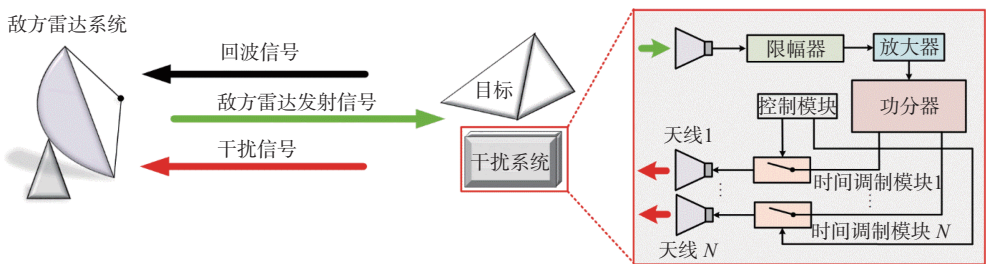 敌方雷达系统
回波信号
敌方雷达发射信号
干扰信号
目标
干扰系统
限幅器
放大器
控制模块
功分器
天线1
时间调制模块1
时间调制模块 N
天线 N